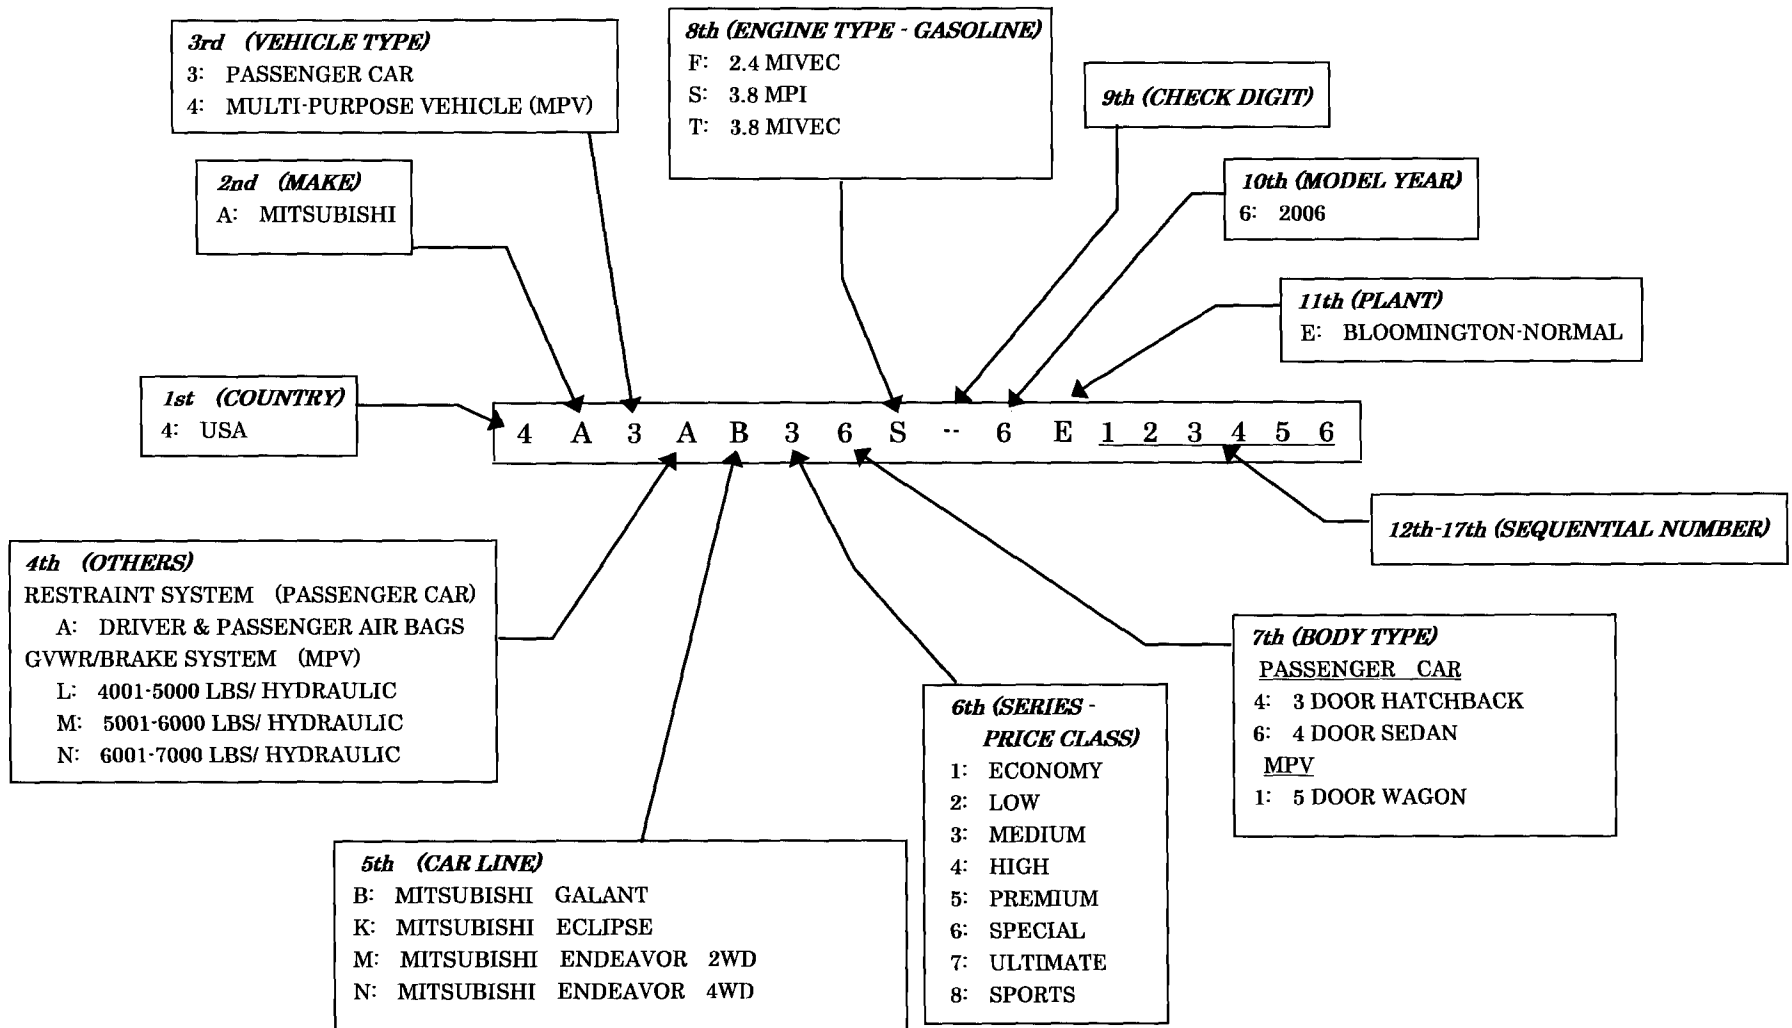 3rd (VEHICLE TYPE)
3: PASSENGER CAR
4: MULTI-PURPOSE VEHICLE (MPV)
8th (ENGINE TYPE - GASOLINE)
F: 2.4 MIVEC
S: 3.8 MPI
T: 3.8 MIVEC
9th (CHECK DIGIT)
2nd (MAKE)
A: MITSUBISHI
10th (MODEL YEAR)
6: 2006
11th (PLANT)
E: BLOOMINGTON-NORMAL
1st (COUNTRY)
4: USA
4 A 3 A B 3 6 S -- 6 E 1 2 3 4 5 6
12th-17th (SEQUENTIAL NUMBER)
4th (OTHERS)
RESTRAINT SYSTEM (PASSENGER CAR)
A: DRIVER & PASSENGER AIR BAGS
GVWR/BRAKE SYSTEM (MPV)
L: 4001-5000 LBS/ HYDRAULIC
M: 5001-6000 LBS/ HYDRAULIC
N: 6001-7000 LBS/ HYDRAULIC
7th (BODY TYPE)
PASSENGER CAR
4: 3 DOOR HATCHBACK
6: 4 DOOR SEDAN
MPV
1: 5 DOOR WAGON
6th (SERIES -
PRICE CLASS)
1: ECONOMY
2: LOW
3: MEDIUM
4: HIGH
5: PREMIUM
6: SPECIAL
7: ULTIMATE
8: SPORTS
5th (CAR LINE)
B: MITSUBISHI GALANT
K: MITSUBISHI ECLIPSE
M: MITSUBISHI ENDEAVOR 2WD
N: MITSUBISHI ENDEAVOR 4WD